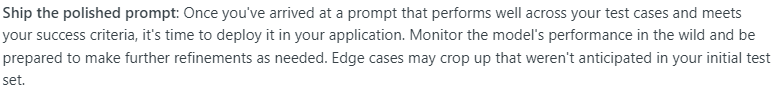 Ship the polished prompt: Once you've arrived at a prompt that performs well across your test cases and meets
your success criteria, it's time to deploy it in your application. Monitor the model's performance in the wild and be
prepared to make further refinements as needed. Edge cases may crop up that weren't anticipated in your initial test
set.